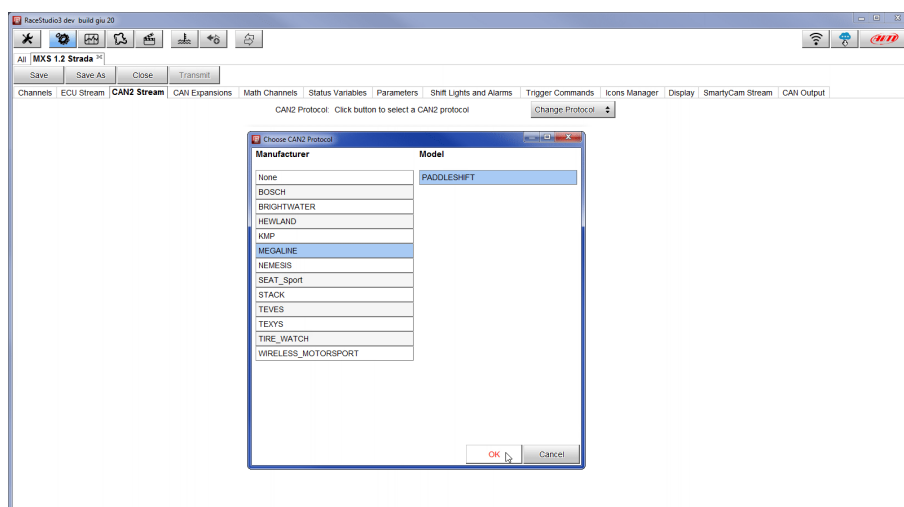 RaceStudio3 dev build giu 20
All MXS 1.2 Strada
Save Save As Close Transmit
Channels ECU Stream CAN2 Stream CAN Expansions Math Channels Status Variables Parameters Shift Lights and Alarms Trigger Commands Icons Manager Display SmartyCam Stream CAN Output
CAN2 Protocol: Click button to select a CAN2 protocol Change Protocol
Choose CAN2 Protocol
Manufacturer Model
None PADDLESHIFT
BOSCH
BRIGHTWATER
HEWLAND
KMP
MEGALINE
NEMESIS
SEAT_Sport
STACK
TEVES
TEXYS
TIRE_WATCH
WIRELESS_MOTORSPORT
OK Cancel